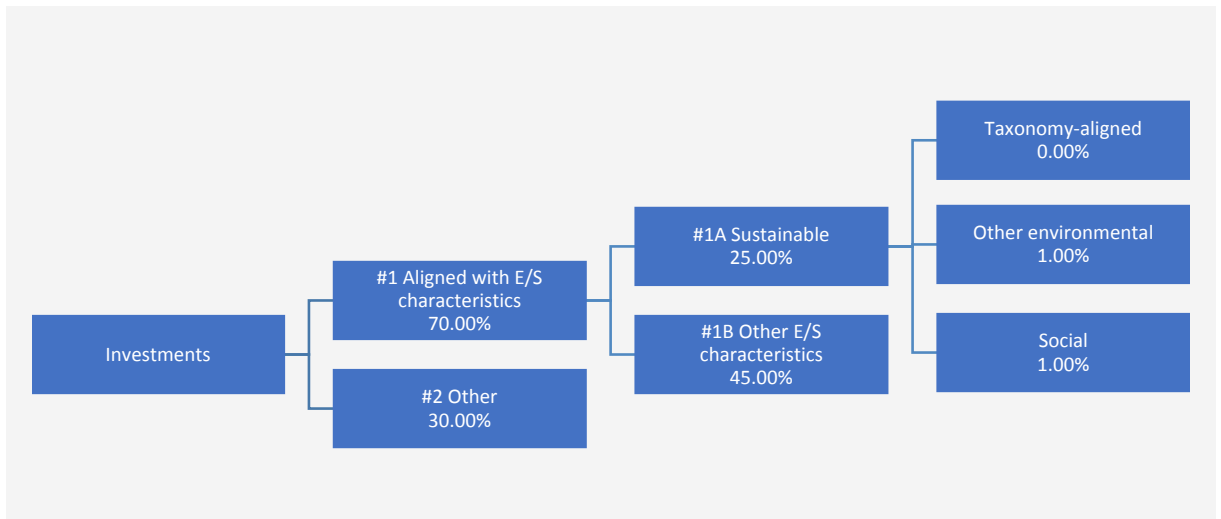 Investments
#1 Aligned with E/S
characteristics
70.00%
#2 Other
30.00%
#1A Sustainable
25.00%
#1B Other E/S
characteristics
45.00%
Taxonomy-aligned
0.00%
Other environmental
1.00%
Social
1.00%